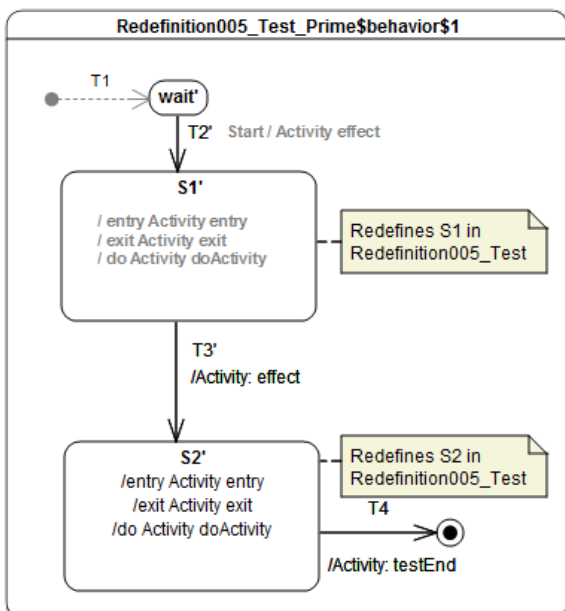 Redefinition005_Test_Prime$behavior$1
T1
wait'
T2' Start / Activity effect
S1'
/ entry Activity entry
/ exit Activity exit
/ do Activity doActivity
Redefines S1 in
Redefinition005_Test
T3'
/Activity: effect
S2'
/entry Activity entry
/exit Activity exit
/do Activity doActivity
Redefines S2 in
Redefinition005_Test
T4
/Activity: testEnd